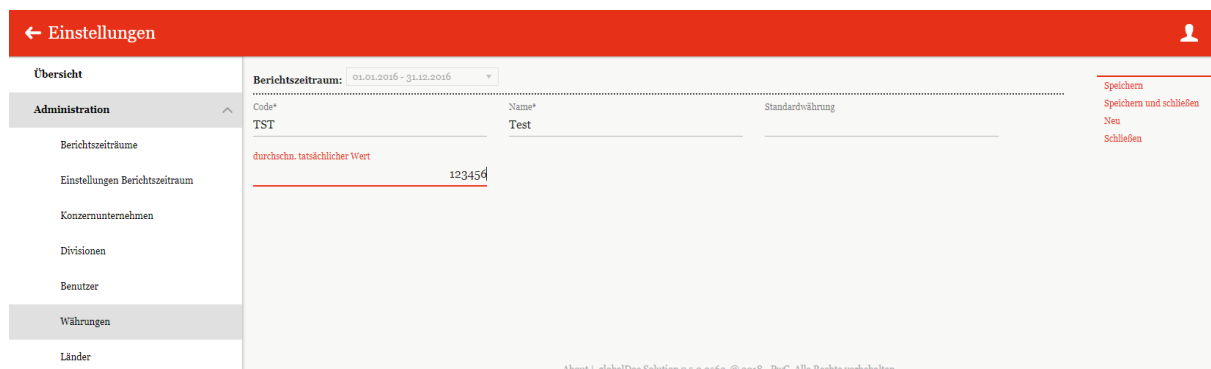 Einstellungen
Übersicht
Administration
Berichtszeiträume
Einstellungen Berichtszeitraum
Konzernunternehmen
Divisionen
Benutzer
Währungen
Länder
Berichtszeitraum: 01.01.2016 - 31.12.2016
Code* Name* Standardwährung
TST Test
durchschn. tatsächlicher Wert
123456
Speichern
Speichern und schließen
Neu
Schließen